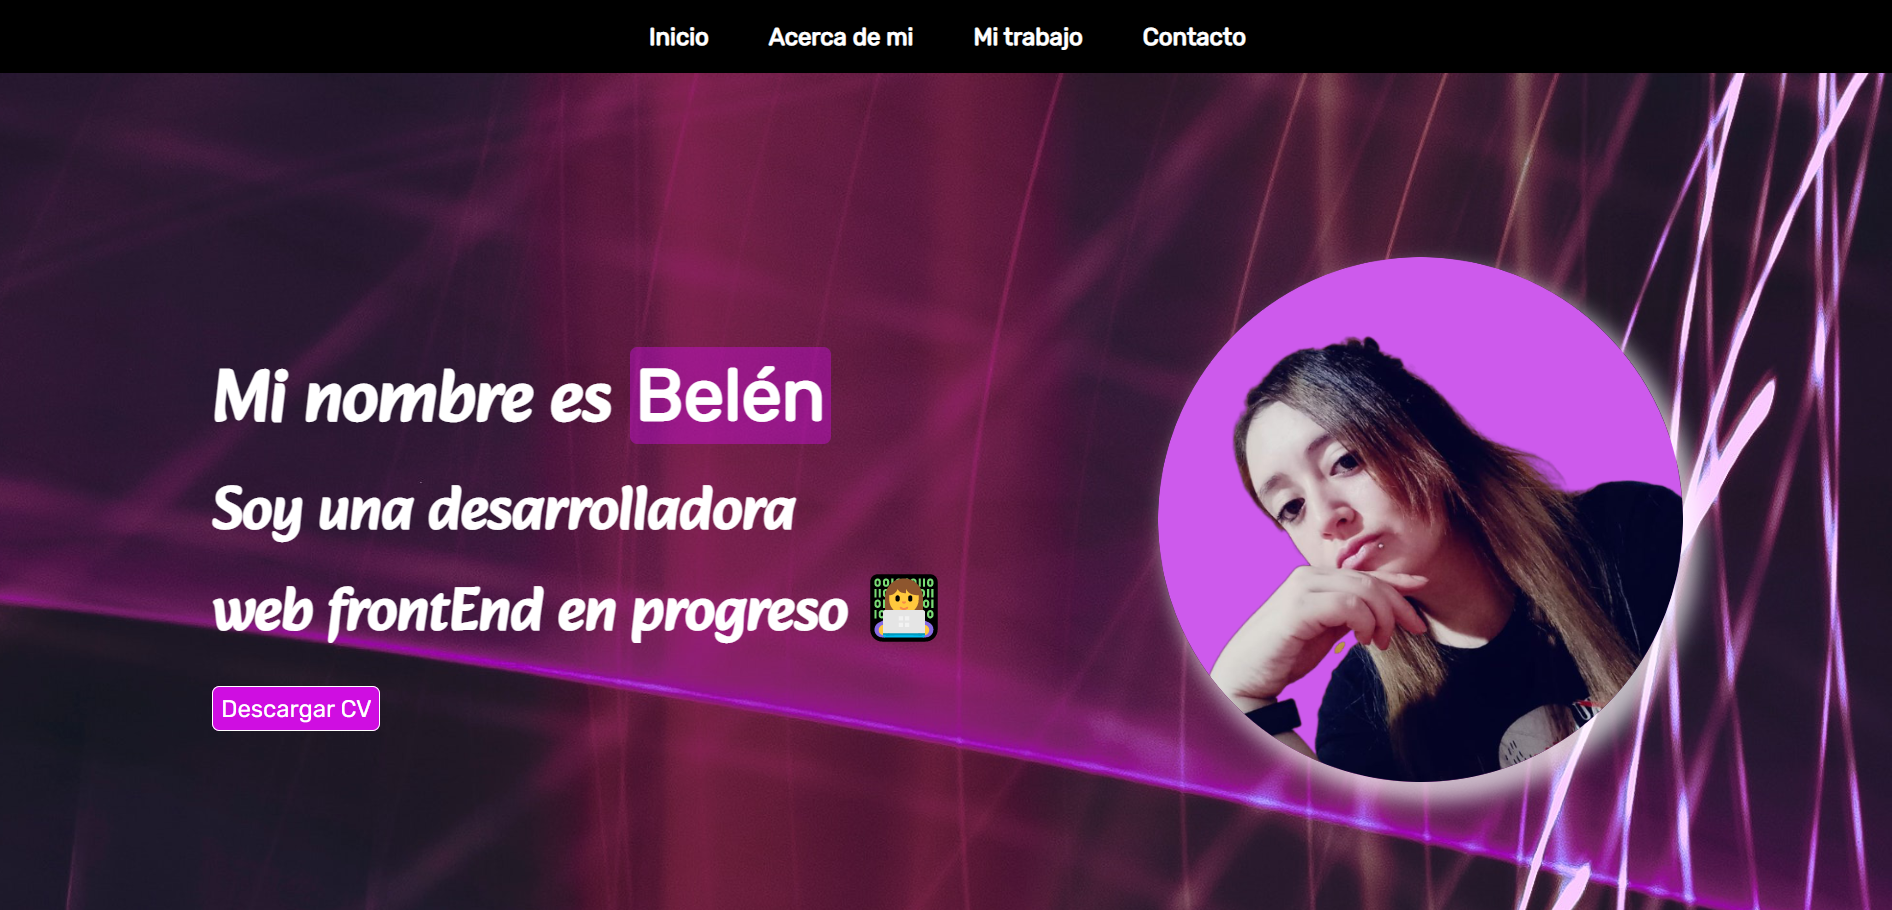 Inicio Acerca de mi Mi trabajo Contacto
Mi nombre es Belén
Soy una desarrolladora
web frontEnd en progreso
Descargar CV